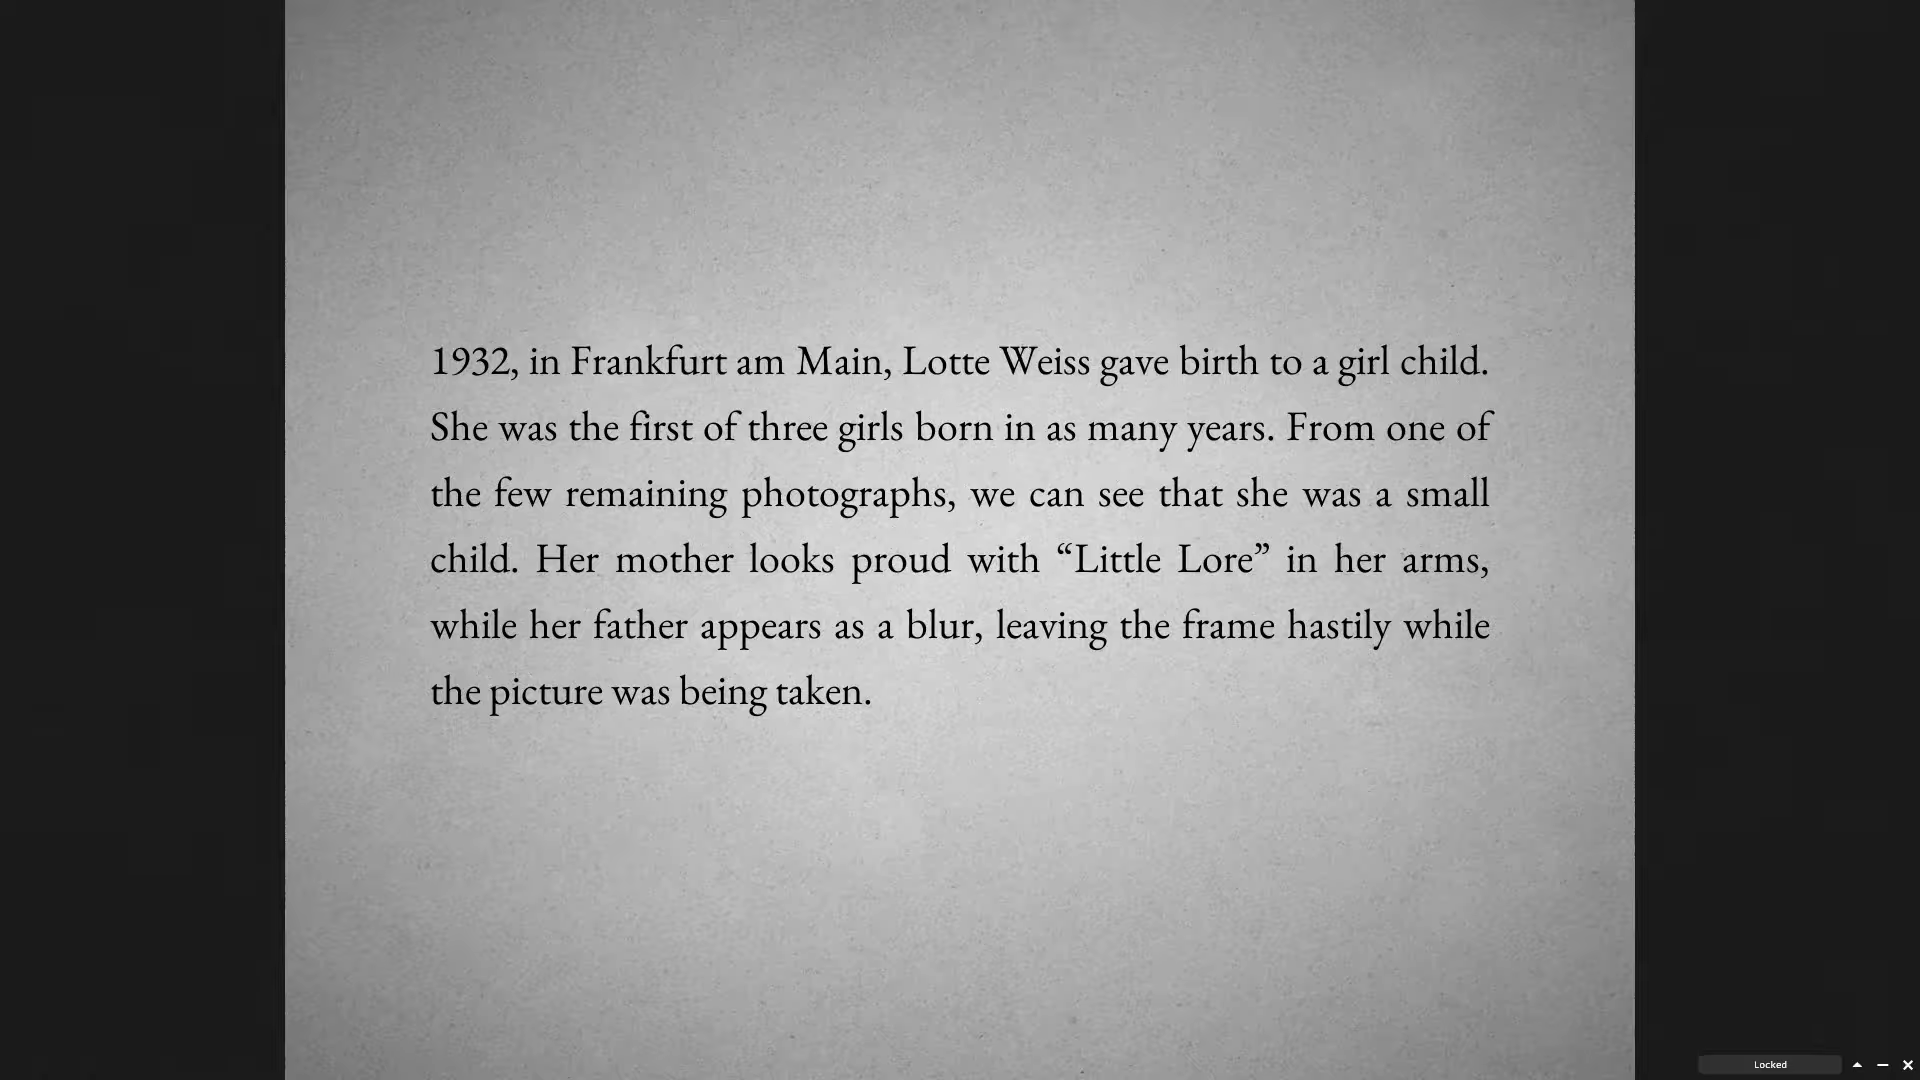 1932, in Frankfurt am Main, Lotte Weiss gave birth to a girl child.
She was the first of three girls born in as many years. From one of
the few remaining photographs, we can see that she was a small
child. Her mother looks proud with “Little Lore” in her arms,
while her father appears as a blur, leaving the frame hastily while
the picture was being taken.
Locked